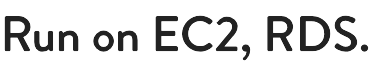 Run on EC2, RDS.